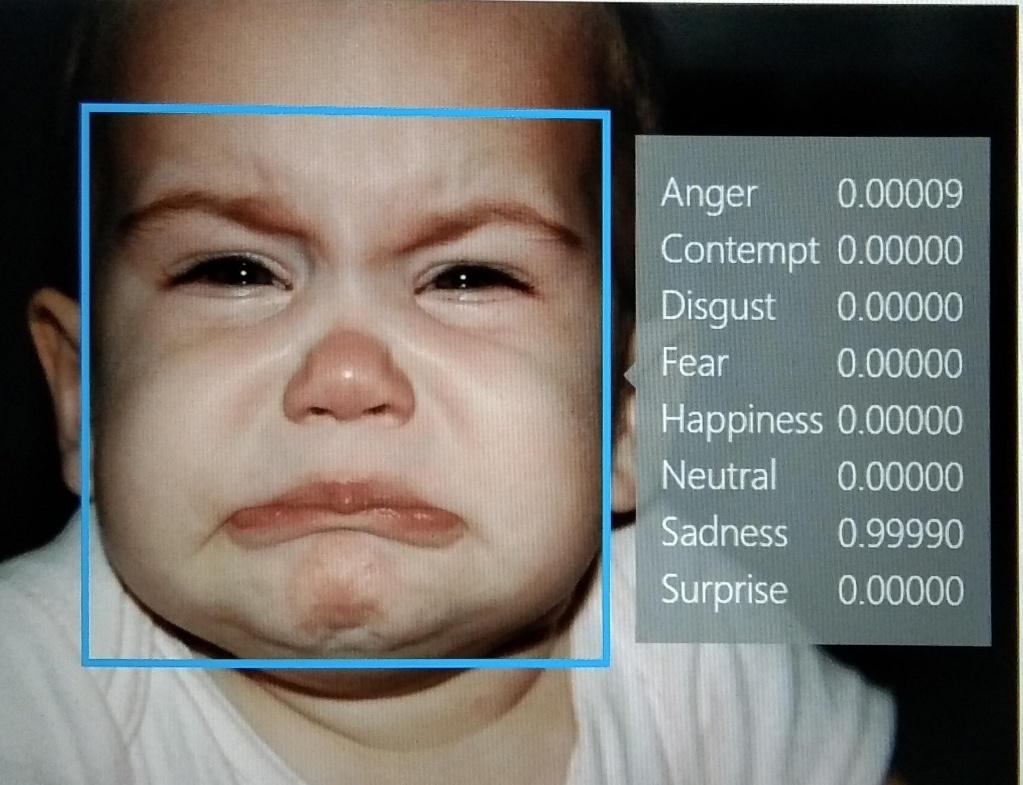 Anger 0.00009
Contempt 0.00000
Disgust 0.00000
Fear 0.00000
Happiness 0.00000
Neutral 0.00000
Sadness 0.99990
Surprise 0.00000